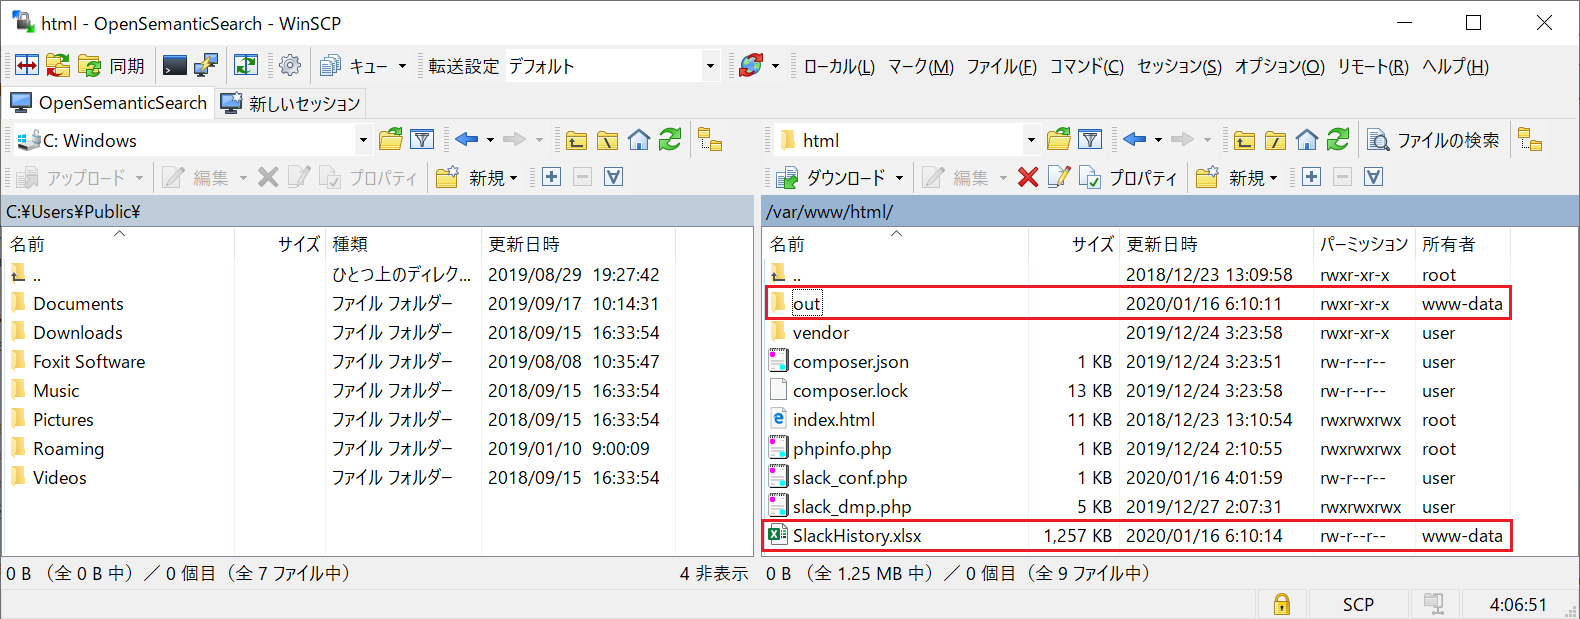 html - OpenSemanticSearch - WinSCP
同期 キュー 転送設定 デフォルト ローカル(L) マーク(M) ファイル(F) コマンド(C) セッション(S) オプション(O) リモート(R) ヘルプ(H)
OpenSemanticSearch 新しいセッション
C: Windows html ファイルの検索
アップロード 編集 プロパティ 新規 ダウンロード 編集 プロパティ 新規
C:¥Users¥Public¥ /var/www/html/
名前 サイズ 種類 更新日時 名前 サイズ 更新日時 パーミッション 所有者
.. ひとつ上のディレク... 2019/08/29 19:27:42 .. 2018/12/23 13:09:58 rwxr-xr-x root
Documents ファイル フォルダー 2019/09/17 10:14:31 out 2020/01/16 6:10:11 rwxr-xr-x www-data
Downloads ファイル フォルダー 2018/09/15 16:33:54 vendor 2019/12/24 3:23:58 rwxr-xr-x user
Foxit Software ファイル フォルダー 2019/08/08 10:35:47 composer.json 1 KB 2019/12/24 3:23:51 rw-r--r-- user
Music ファイル フォルダー 2018/09/15 16:33:54 composer.lock 13 KB 2019/12/24 3:23:58 rw-r--r-- user
Pictures ファイル フォルダー 2018/09/15 16:33:54 index.html 11 KB 2018/12/23 13:10:54 rwxrwxrwx root
Roaming ファイル フォルダー 2019/01/10 9:00:09 phpinfo.php 1 KB 2019/12/24 2:10:55 rwxrwxrwx root
Videos ファイル フォルダー 2018/09/15 16:33:54 slack_conf.php 1 KB 2020/01/16 4:01:59 rw-r--r-- user
slack_dmp.php 5 KB 2019/12/27 2:07:31 rwxrwxrwx user
SlackHistory.xlsx 1,257 KB 2020/01/16 6:10:14 rw-r--r-- www-data
0 B （全 0 B 中）／ 0 個目（全 7 ファイル中） 4 非表示 0 B （全 1.25 MB 中）／ 0 個目（全 9 ファイル中）
SCP 4:06:51